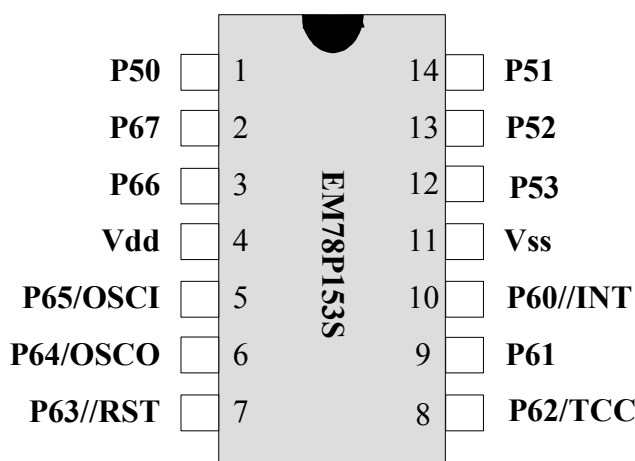 P50 1 14 P51
P67 2 13 P52
P66 3 12 P53
Vdd 4 11 Vss
P65/OSCI 5 10 P60//INT
P64/OSCO 6 9 P61
P63//RST 7 8 P62/TCC
EM78P153S